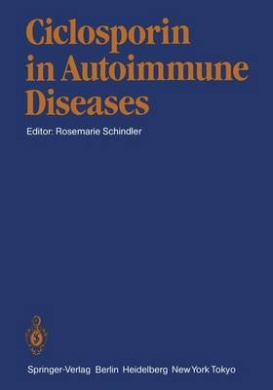 Ciclosporin
in Autoimmune
Diseases
Editor: Rosemarie Schindler
Springer-Verlag Berlin Heidelberg New York Tokyo